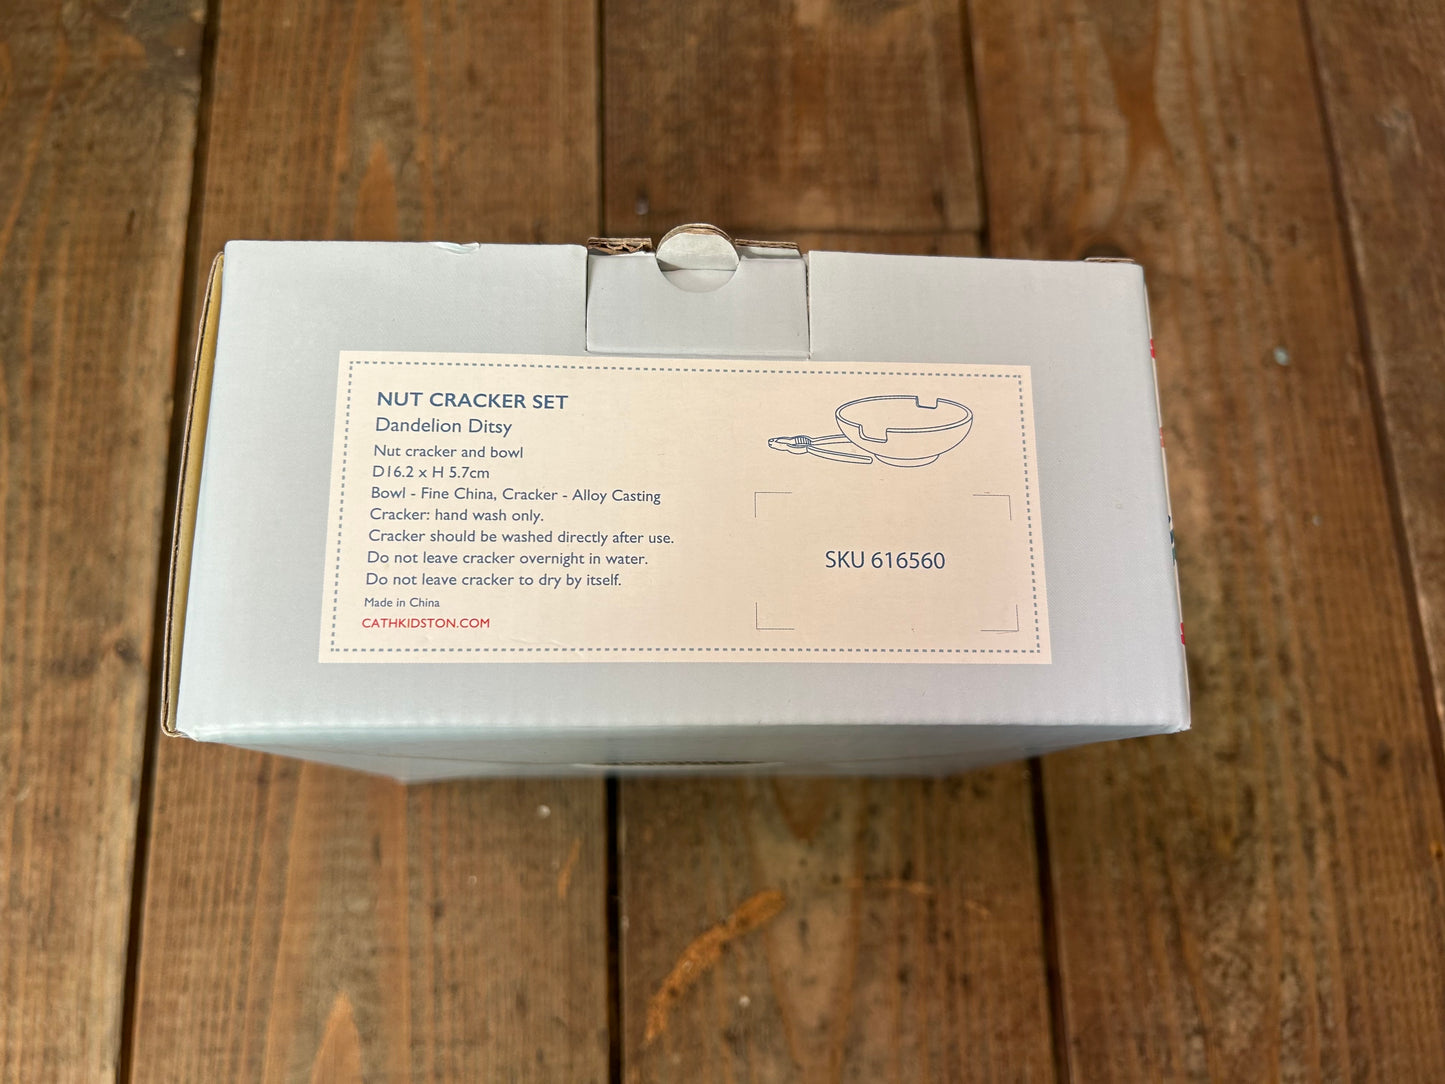 NUT CRACKER SET
Dandelion Ditsy
Nut cracker and bowl
D16.2 x H 5.7cm
Bowl - Fine China, Cracker - Alloy Casting
Cracker: hand wash only.
Cracker should be washed directly after use.
Do not leave cracker overnight in water.
Do not leave cracker to dry by itself.
Made in China
CATHKIDSTON.COM
SKU 616560